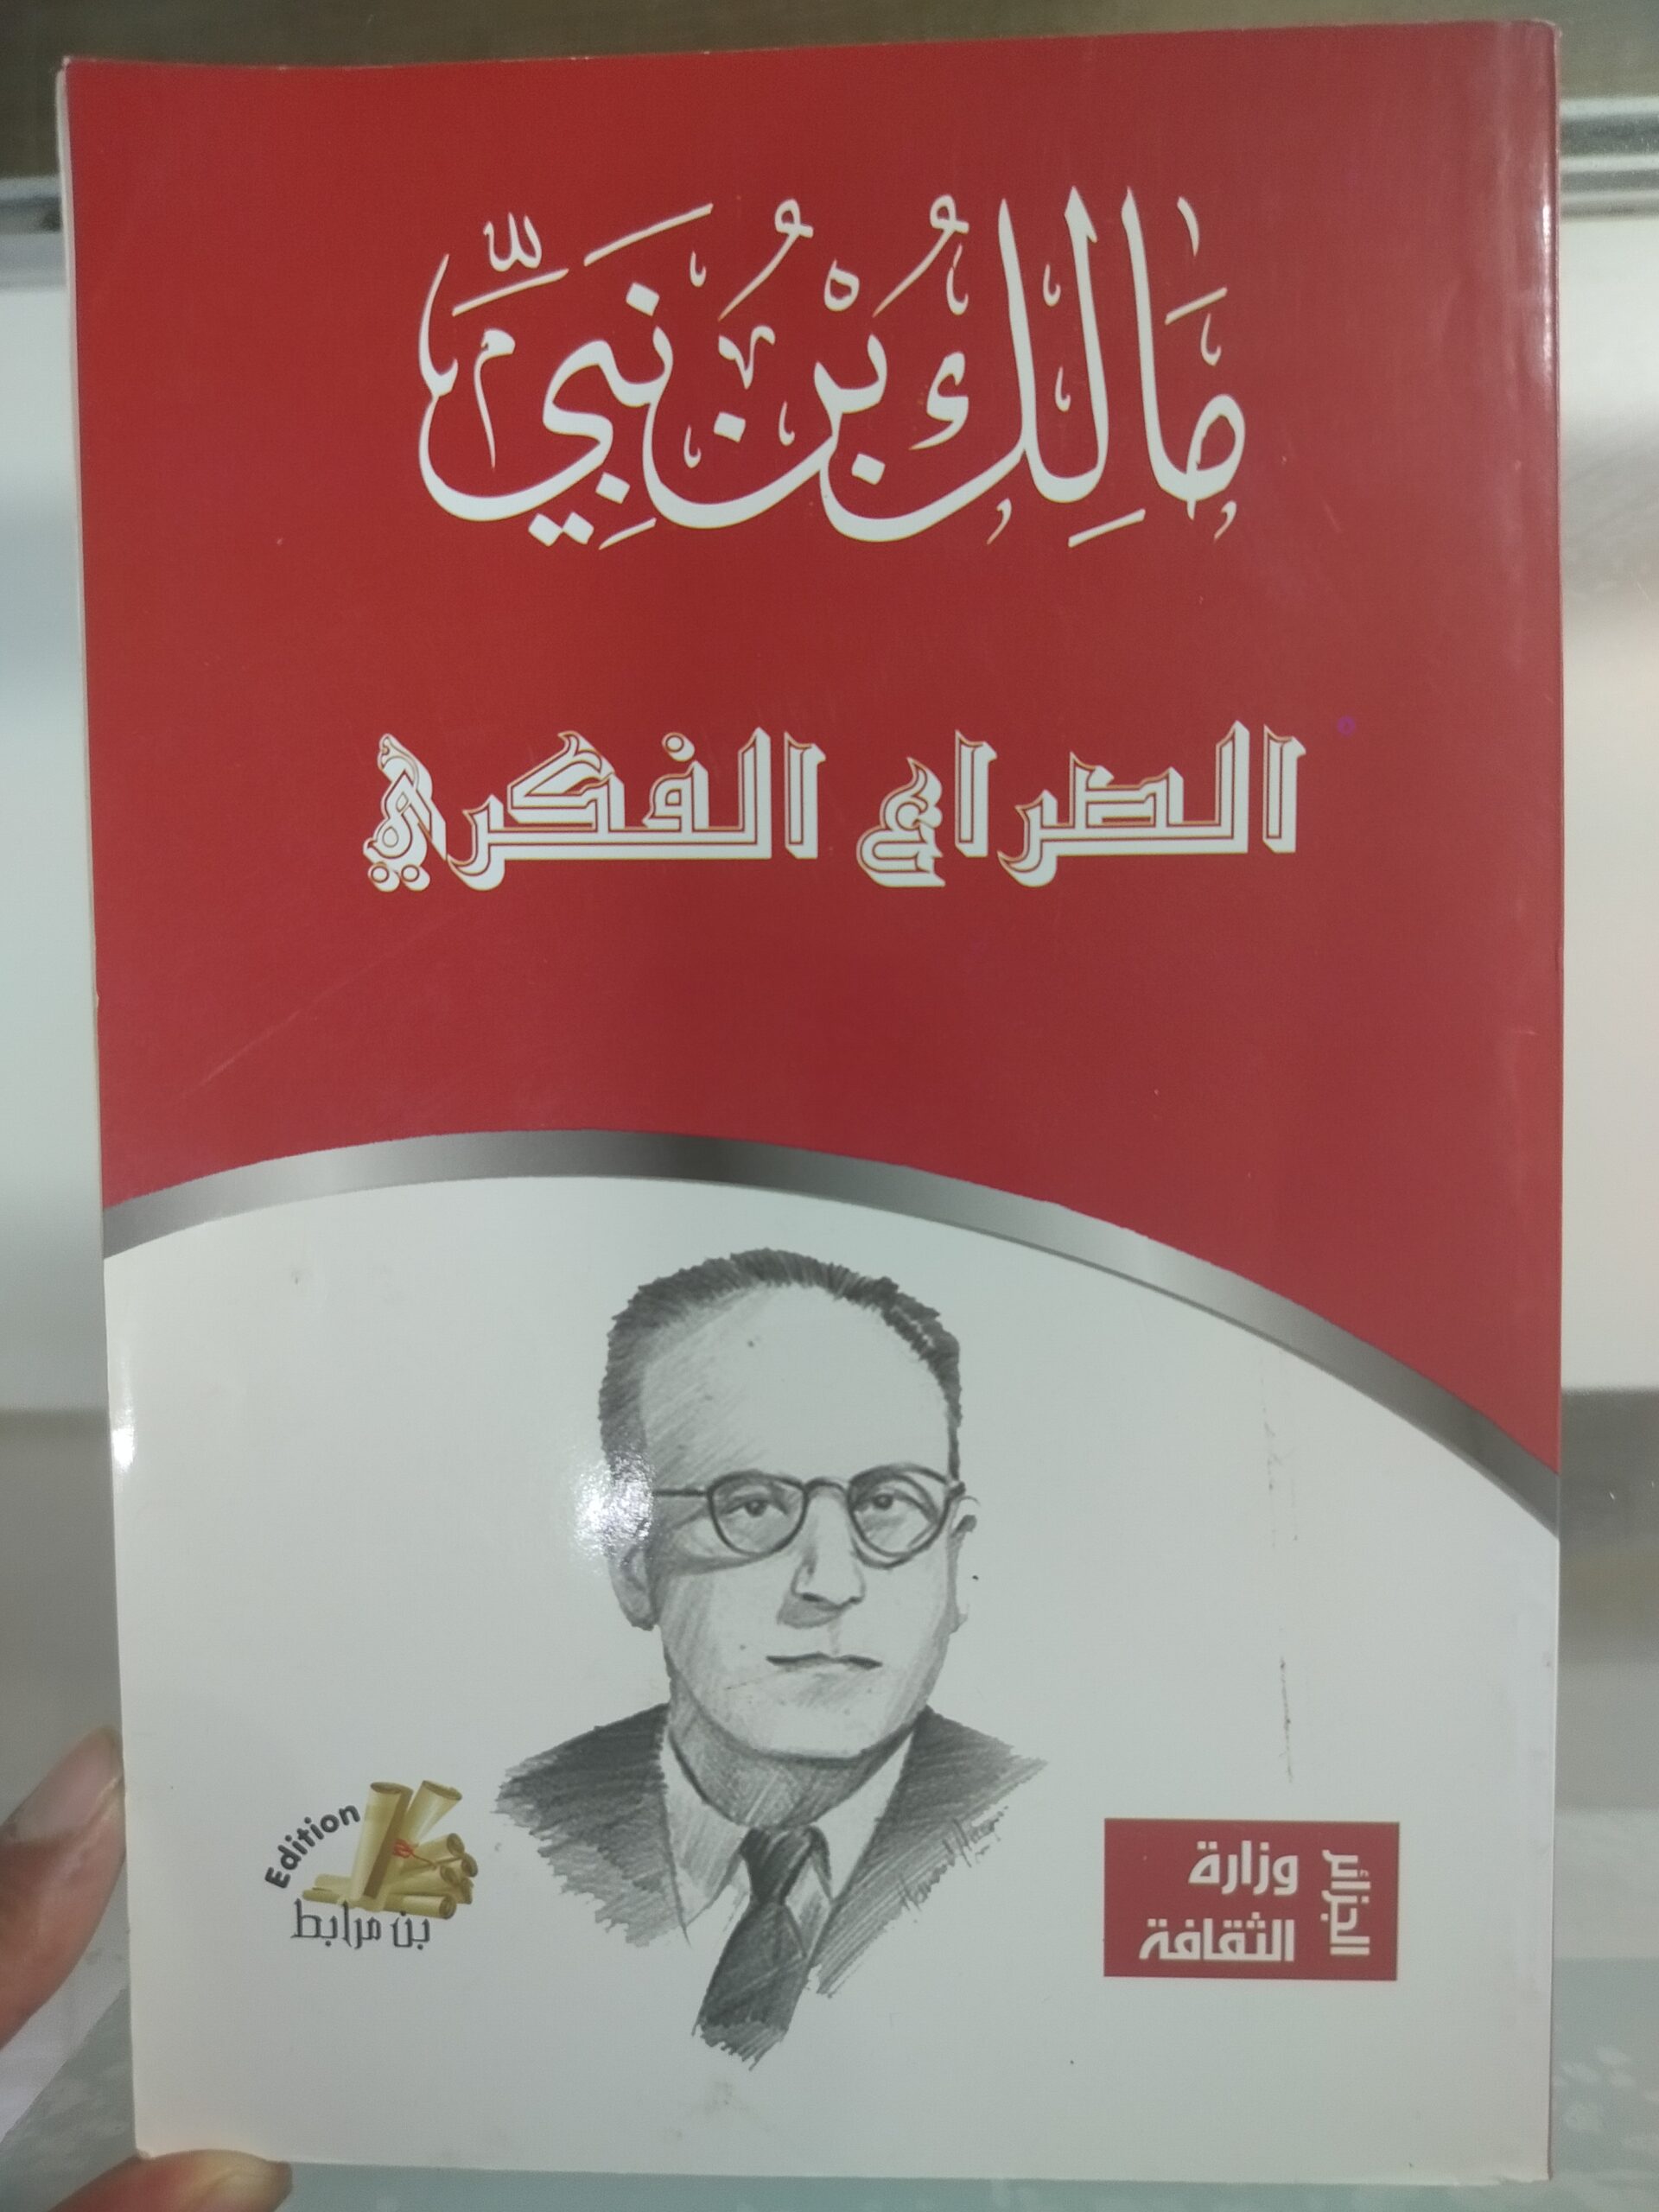 مَالِكُ بْنُ نَبِيّ
الصراع الفكري
Edition
بن مرابط
الجزائر
وزارة
الثقافة